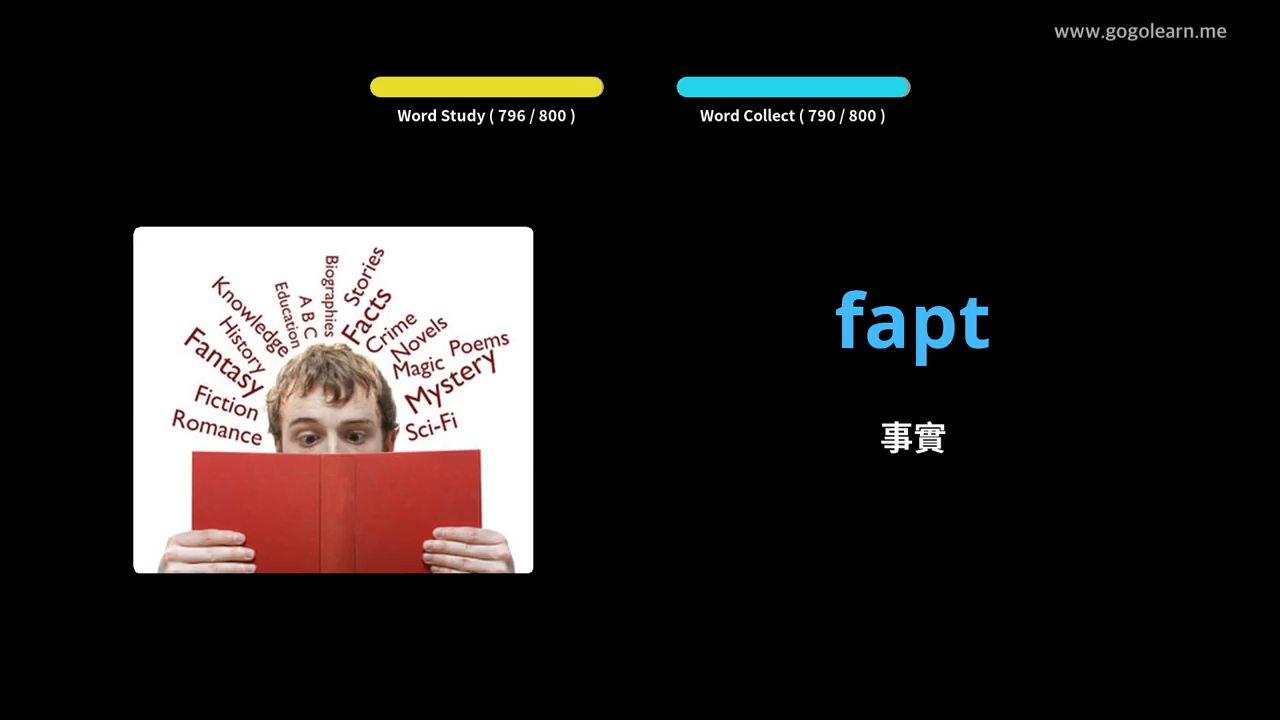 www.gogolearn.me
Word Study ( 796 / 800 )
Word Collect ( 790 / 800 )
Knowledge
Education
A B C
Biographies
Stories
Facts
Crime
Novels
Poems
Magic
Mystery
Sci-Fi
History
Fantasy
Fiction
Romance
fapt
事實